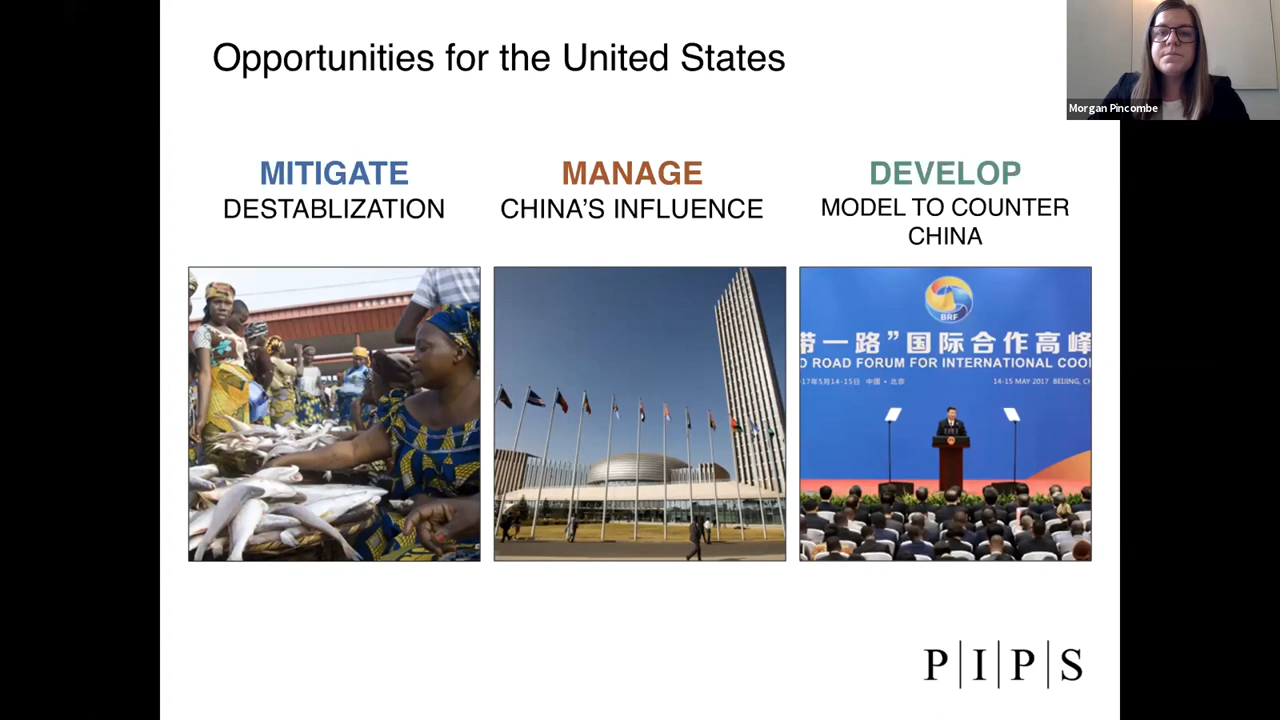 Opportunities for the United States
Morgan Pincombe
MITIGATE
DESTABLIZATION
MANAGE
CHINA'S INFLUENCE
DEVELOP
MODEL TO COUNTER
CHINA
BRF
带一路”国际合作高峰
D ROAD FORUM FOR INTERNATIONAL COO
017年5月14-15日 中国·北京
14-15 MAY 2017 BEIJING, CH
P|I|P|S